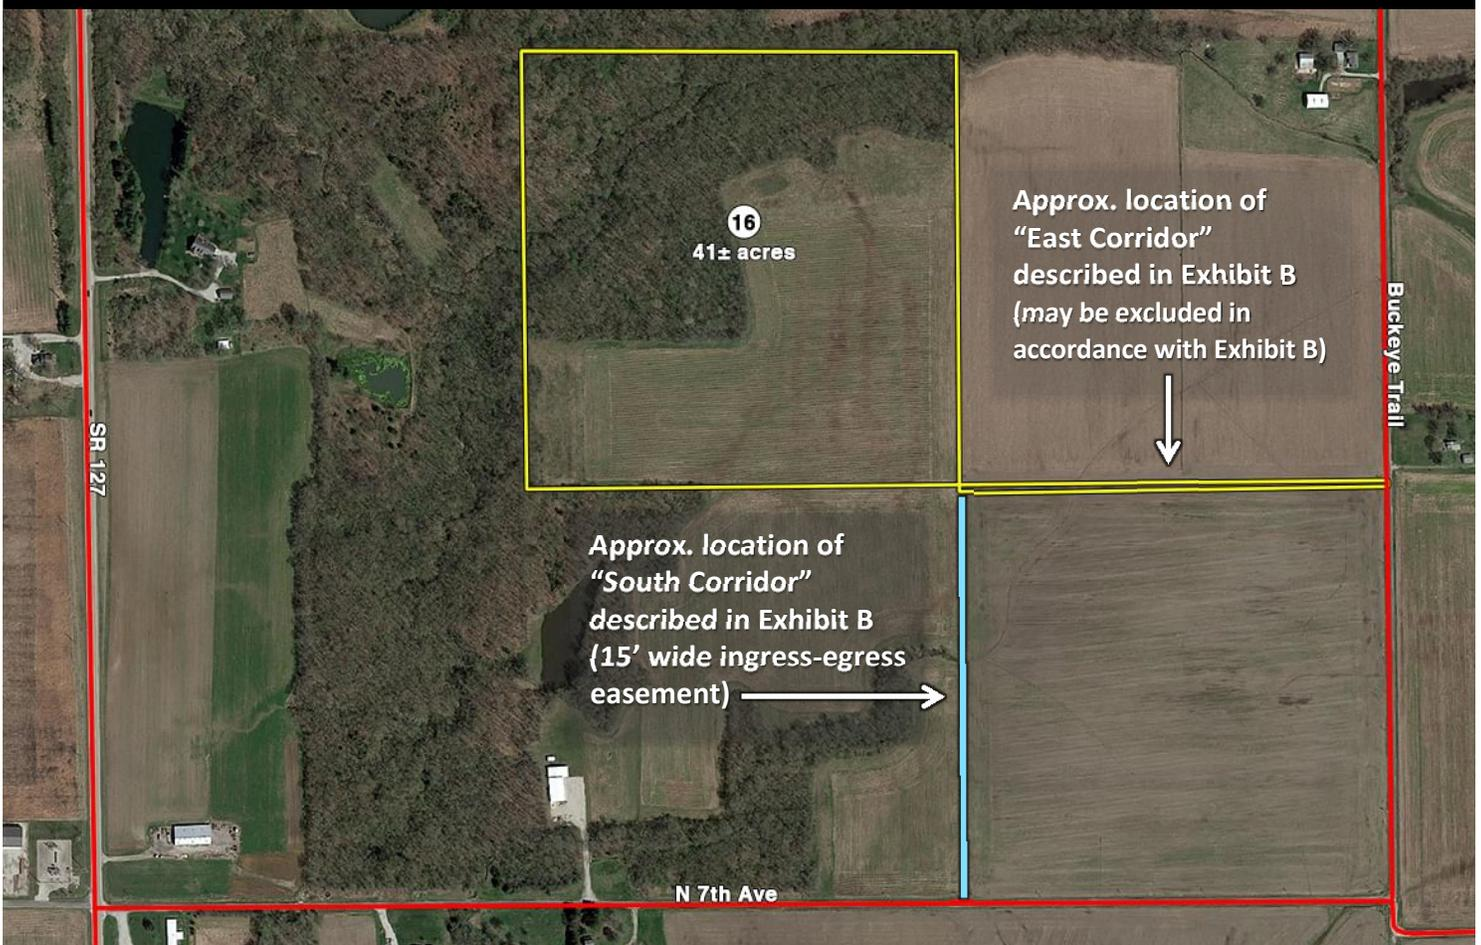 16
41± acres
Approx. location of
“East Corridor”
described in Exhibit B
(may be excluded in
accordance with Exhibit B)
Buckeye Trail
SR 127
Approx. location of
“South Corridor”
described in Exhibit B
(15’ wide ingress-egress
easement)
N 7th Ave